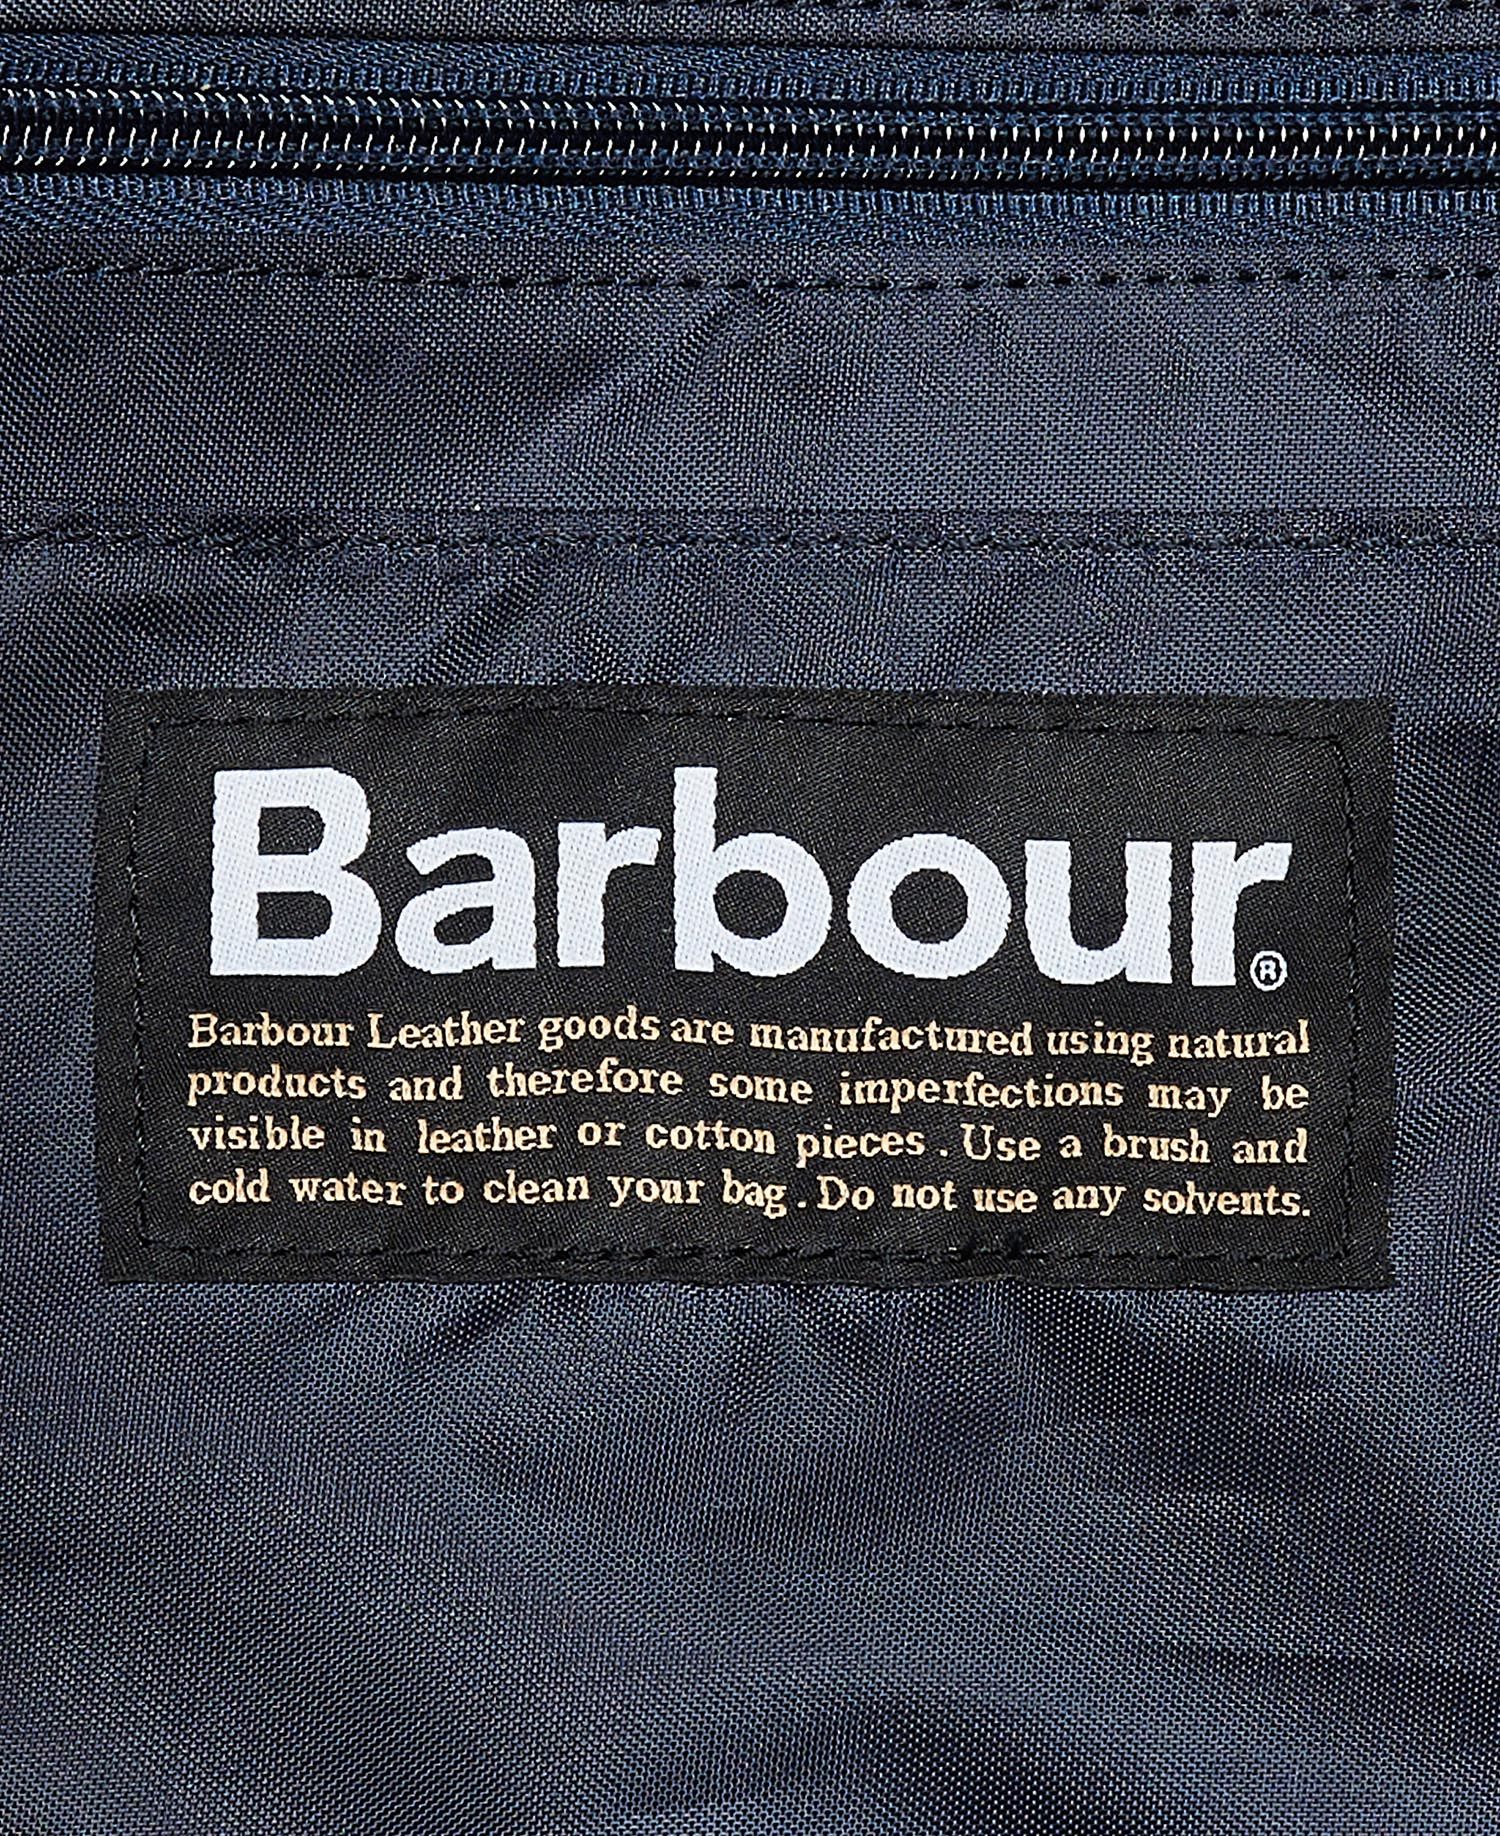 Barbour®
Barbour Leather goods are manufactured using natural
products and therefore some imperfections may be
visible in leather or cotton pieces . Use a brush and
cold water to clean your bag . Do not use any solvents.